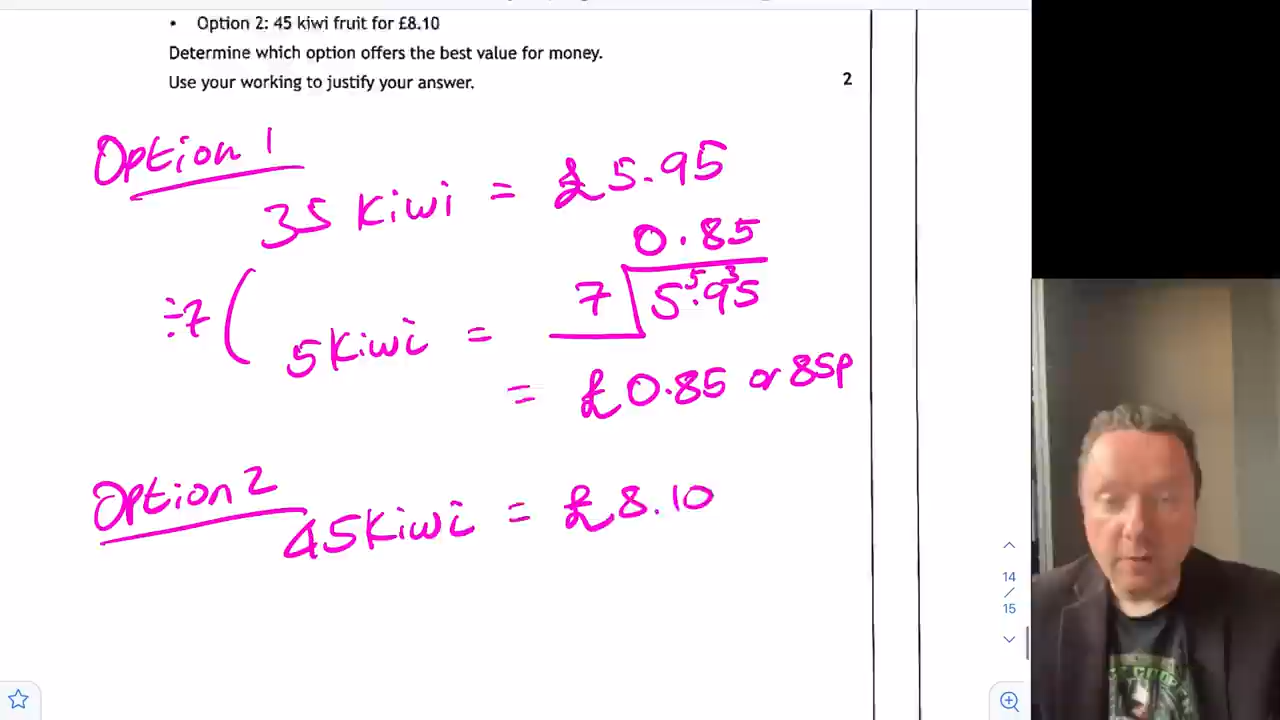 • Option 2: 45 kiwi fruit for £8.10
Determine which option offers the best value for money.
Use your working to justify your answer.
2
Option 1
35 Kiwi = £5.95
0.85
÷7 ( 7 5.⁵9³5
5 Kiwi =
= £0.85 or 85p
Option 2
45 Kiwi = £8.10
14
/
15